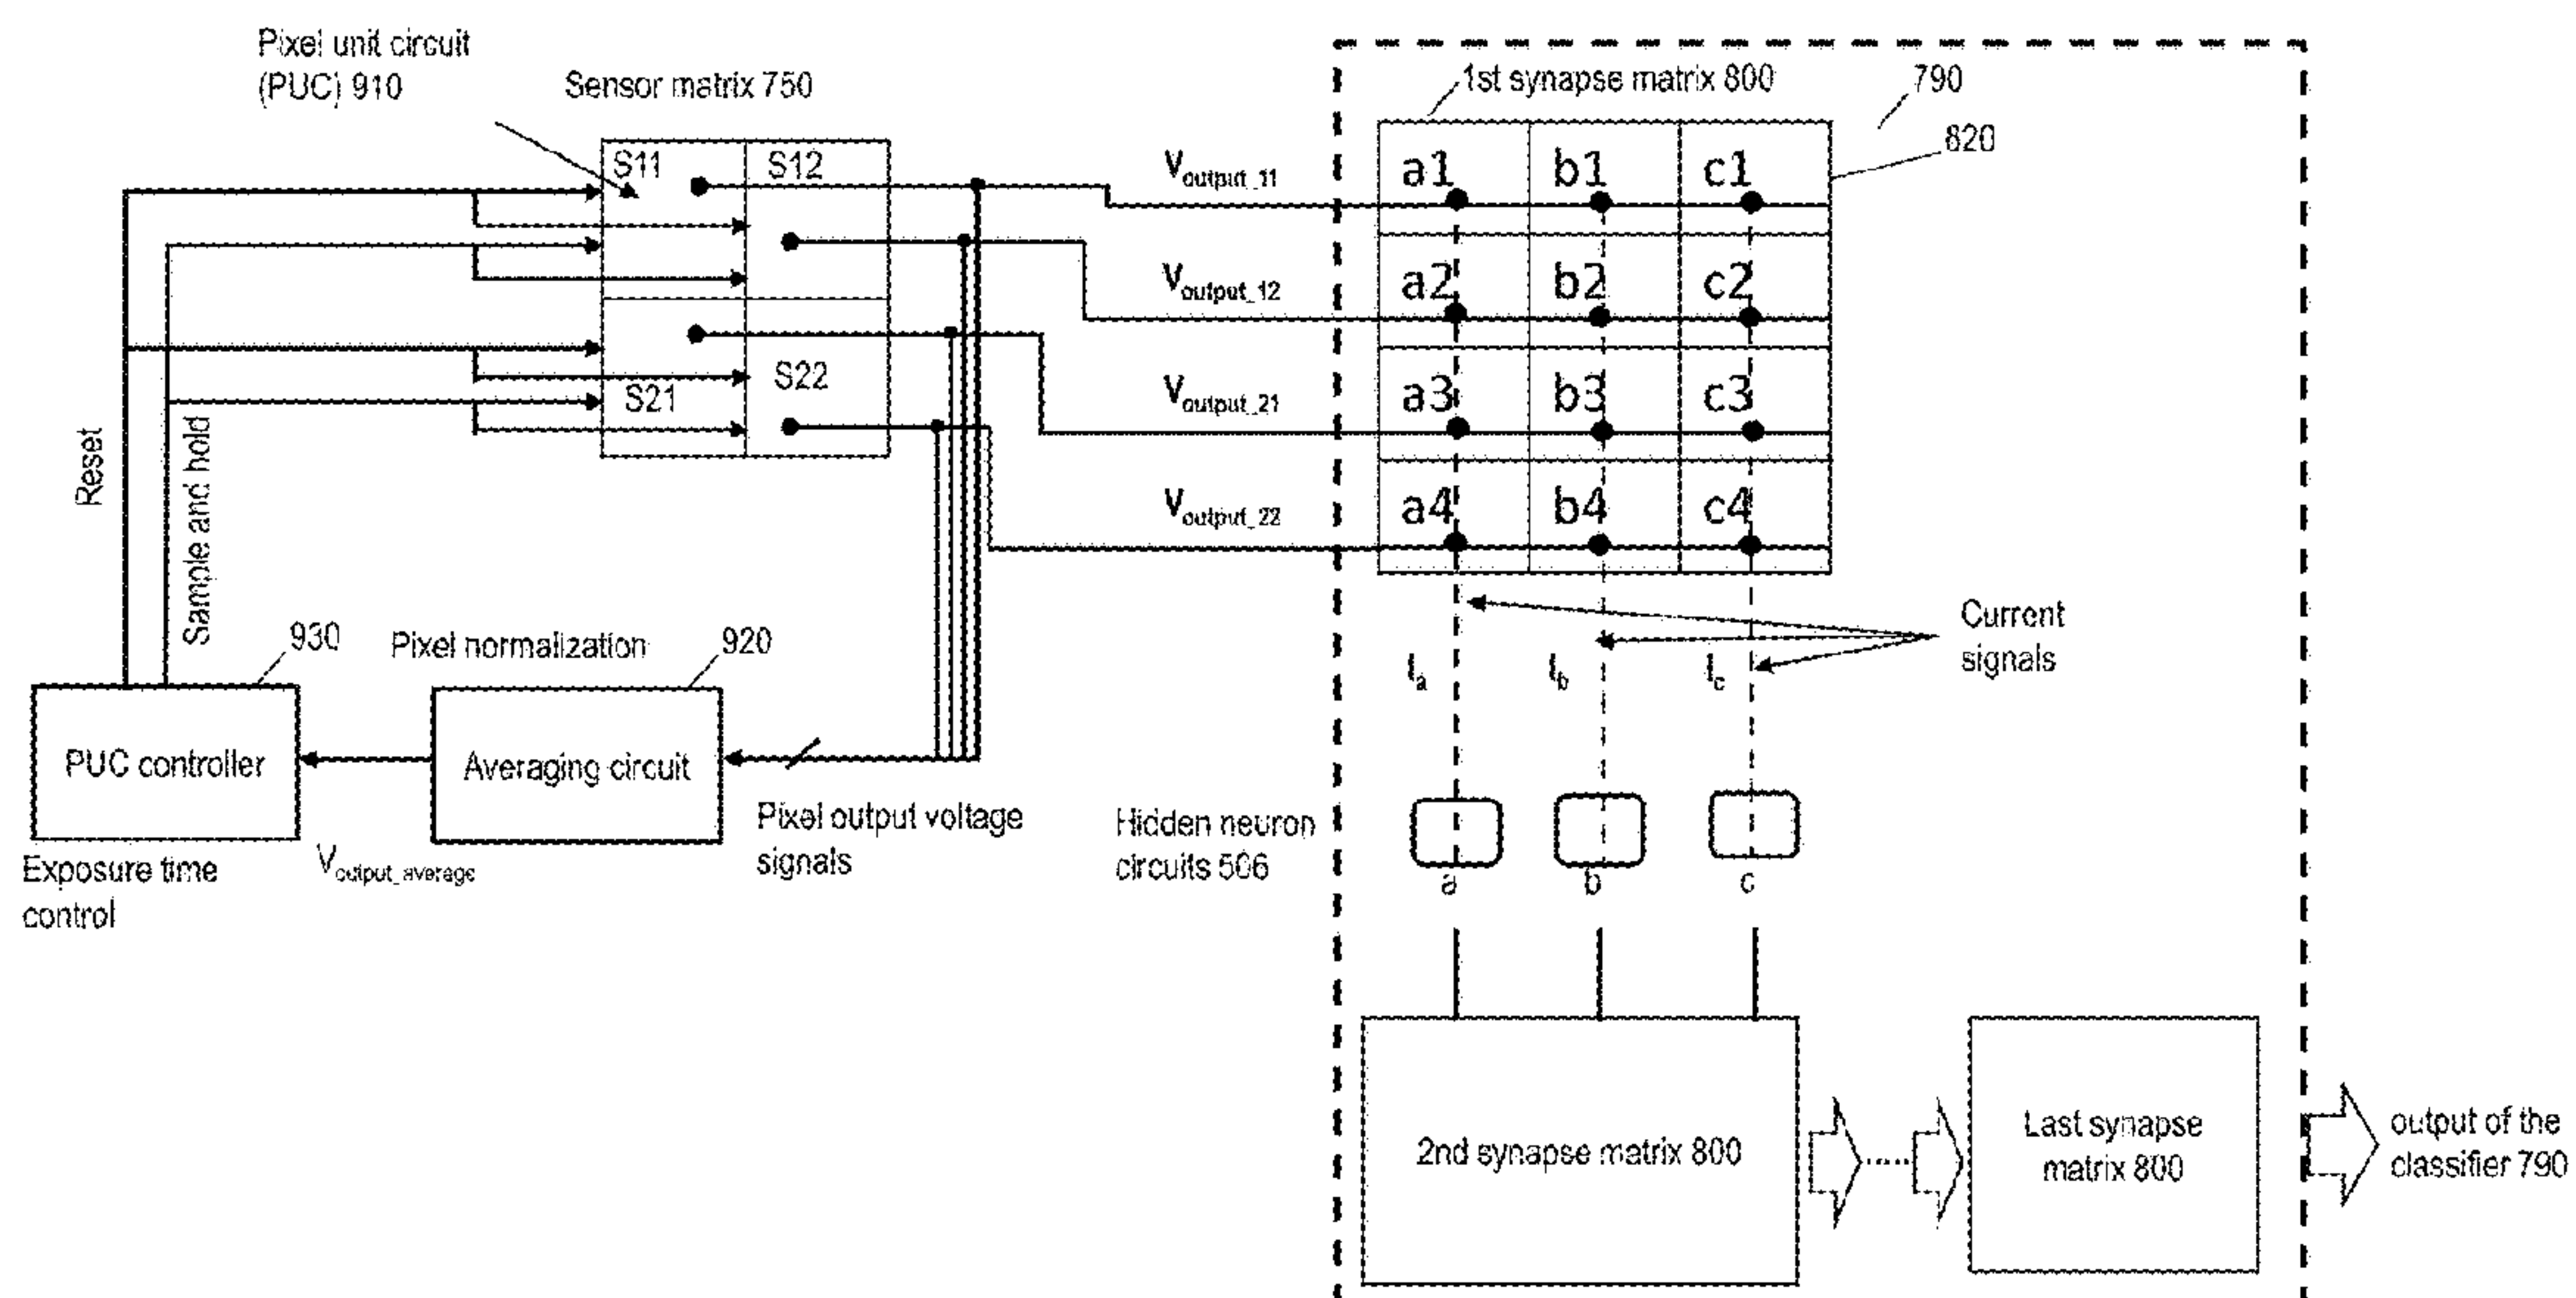 Pixel unit circuit
(PUC) 910
Sensor matrix 750
1st synapse matrix 800
790
820
S11
S12
S21
S22
Voutput_11
Voutput_12
Voutput_21
Voutput_22
a1
b1
c1
a2
b2
c2
a3
b3
c3
a4
b4
c4
Reset
Sample and hold
930
Pixel normalization
920
PUC controller
Averaging circuit
Exposure time
control
Voutput_average
Pixel output voltage
signals
Current
signals
Ia
Ib
Ic
Hidden neuron
circuits 506
a
b
c
2nd synapse matrix 800
Last synapse
matrix 800
output of the
classifier 790